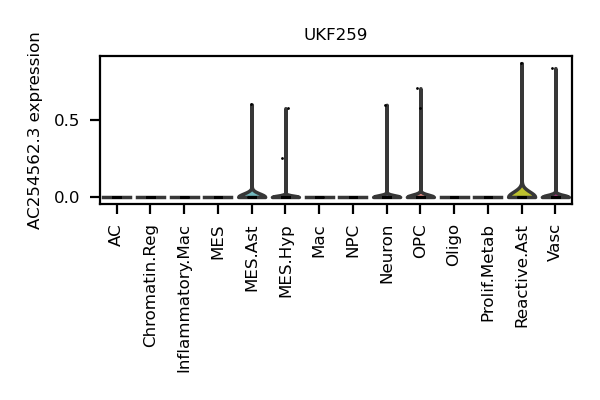 UKF259
AC254562.3 expression
0.5
0.0
AC
Chromatin.Reg
Inflammatory.Mac
MES
MES.Ast
MES.Hyp
Mac
NPC
Neuron
OPC
Oligo
Prolif.Metab
Reactive.Ast
Vasc